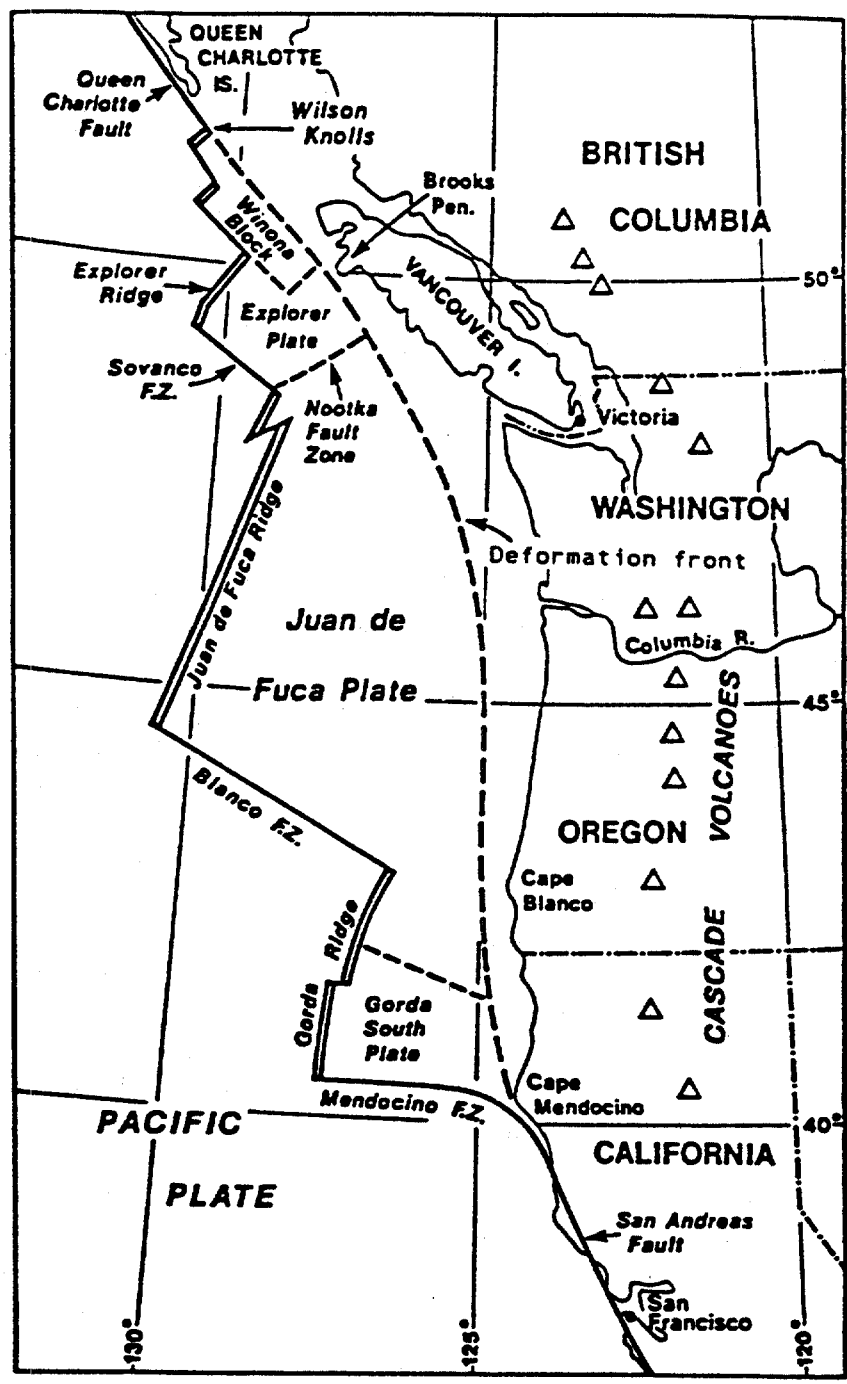 QUEEN
CHARLOTTE
IS.
Queen
Charlotte
Fault
Wilson
Knolls
BRITISH
COLUMBIA
Brooks
Pen.
Winona
Block
Explorer
Ridge
VANCOUVER I.
50°
Explorer
Plate
Sovanco
F.Z.
Nootka
Fault
Zone
Victoria
WASHINGTON
Deformation front
Juan de Fuca Ridge
Juan de
Fuca Plate
Columbia R.
45°
CASCADE VOLCANOES
Blanco F.Z.
OREGON
Cape
Blanco
Gorda Ridge
Gorda
South
Plate
Mendocino F.Z.
Cape
Mendocino
40°
PACIFIC
PLATE
CALIFORNIA
San Andreas
Fault
San
Francisco
-130°
-125°
-120°